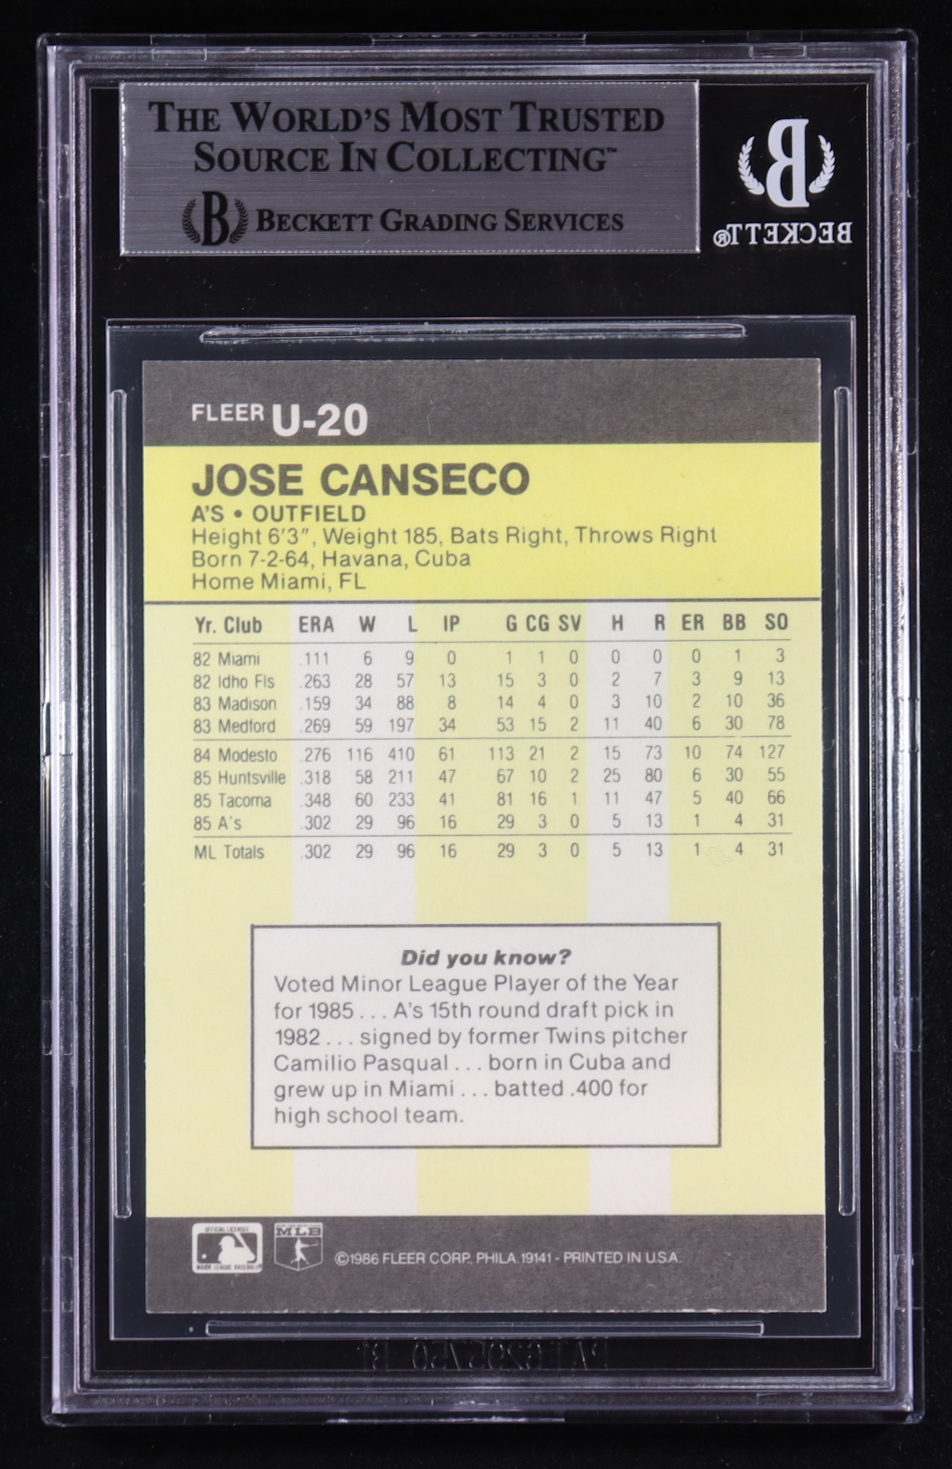 THE WORLD'S MOST TRUSTED
SOURCE IN COLLECTING™
B BECKETT GRADING SERVICES
B
BECKETT®
FLEER U-20
JOSE CANSECO
A'S • OUTFIELD
Height 6'3", Weight 185, Bats Right, Throws Right
Born 7-2-64, Havana, Cuba
Home Miami, FL
Yr. Club ERA W L IP G CG SV H R ER BB SO
82 Miami .111 6 9 0 1 1 0 0 0 0 1 3
82 Idho Fls .263 28 57 13 15 3 0 2 7 3 9 13
83 Madison .159 34 88 8 14 4 0 3 10 2 10 36
83 Medford .269 59 197 34 53 15 2 11 40 6 30 78
84 Modesto .276 116 410 61 113 21 2 15 73 10 74 127
85 Huntsville .318 58 211 47 67 10 2 25 80 6 30 55
85 Tacoma .348 60 233 41 81 16 1 11 47 5 40 66
85 A's .302 29 96 16 29 3 0 5 13 1 4 31
ML Totals .302 29 96 16 29 3 0 5 13 1 4 31
Did you know?
Voted Minor League Player of the Year
for 1985 . . . A's 15th round draft pick in
1982 . . . signed by former Twins pitcher
Camilio Pasqual . . . born in Cuba and
grew up in Miami . . . batted .400 for
high school team.
OFFICIAL LICENSEE
MAJOR LEAGUE BASEBALL
MLB
©1986 FLEER CORP., PHILA. 19141 - PRINTED IN U.S.A.